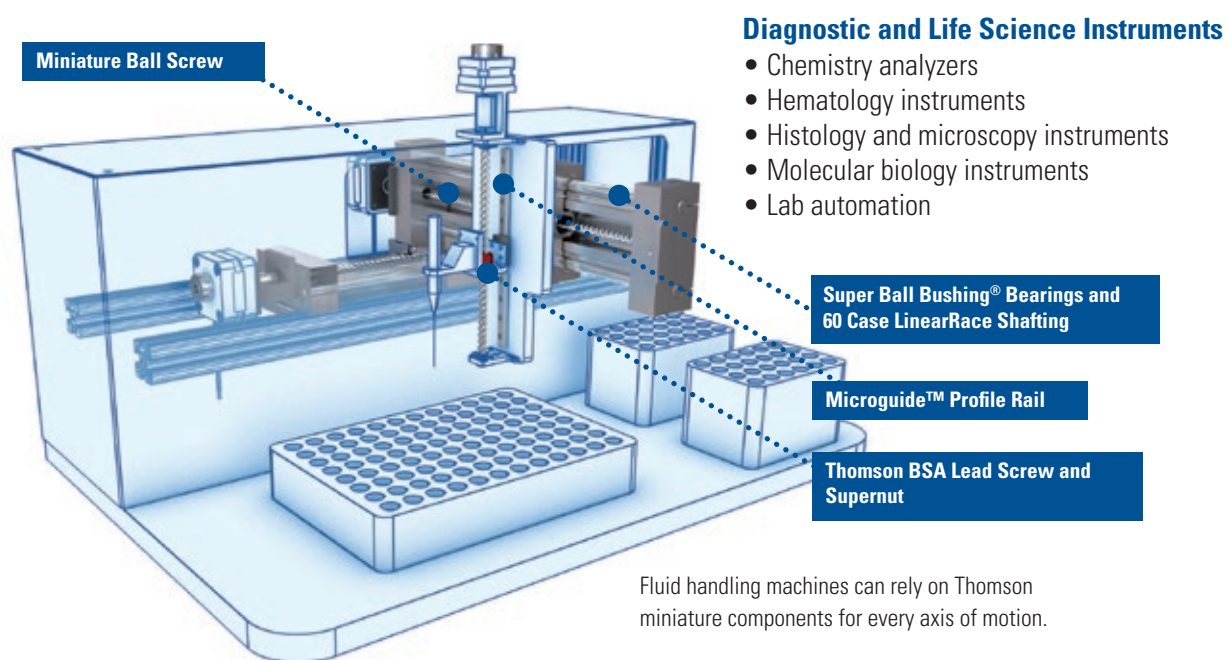 Diagnostic and Life Science Instruments
• Chemistry analyzers
• Hematology instruments
• Histology and microscopy instruments
• Molecular biology instruments
• Lab automation
Miniature Ball Screw
Super Ball Bushing® Bearings and
60 Case LinearRace Shafting
Microguide™ Profile Rail
Thomson BSA Lead Screw and
Supernut
Fluid handling machines can rely on Thomson
miniature components for every axis of motion.